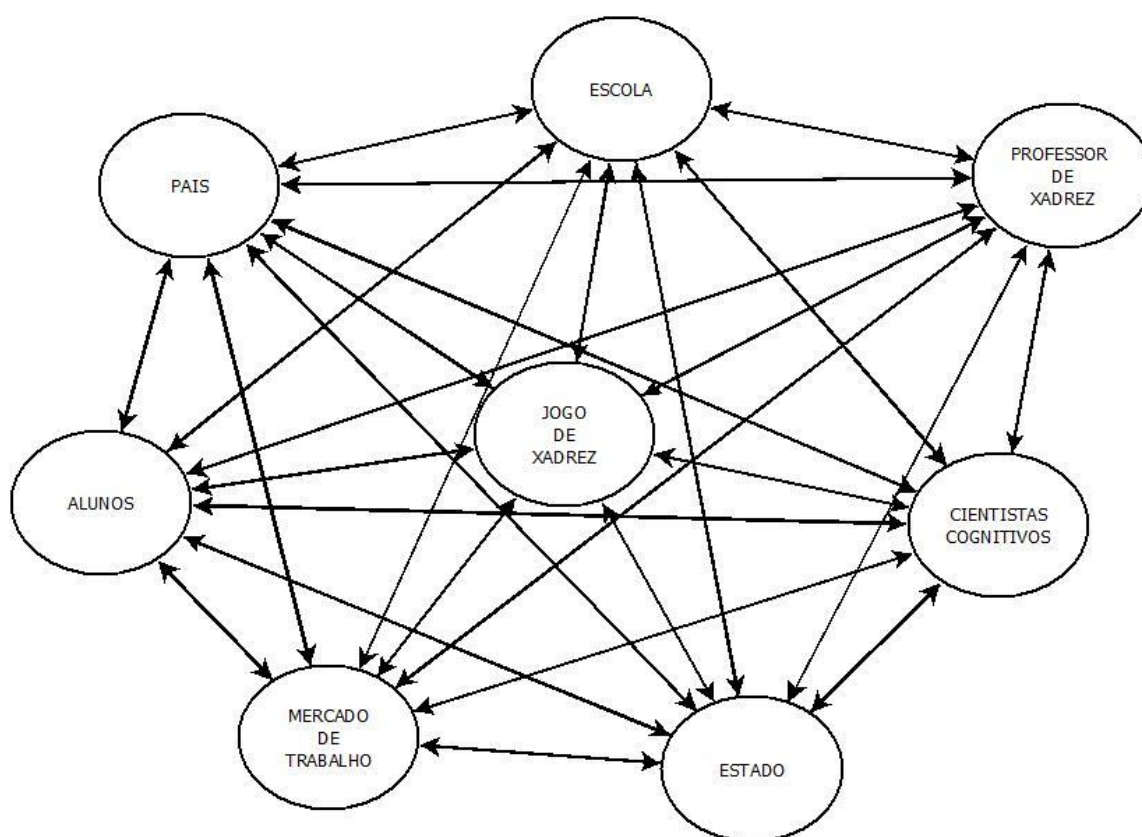 ESCOLA
PROFESSOR
DE
XADREZ
PAIS
JOGO
DE
XADREZ
ALUNOS
CIENTISTAS
COGNITIVOS
MERCADO
DE
TRABALHO
ESTADO